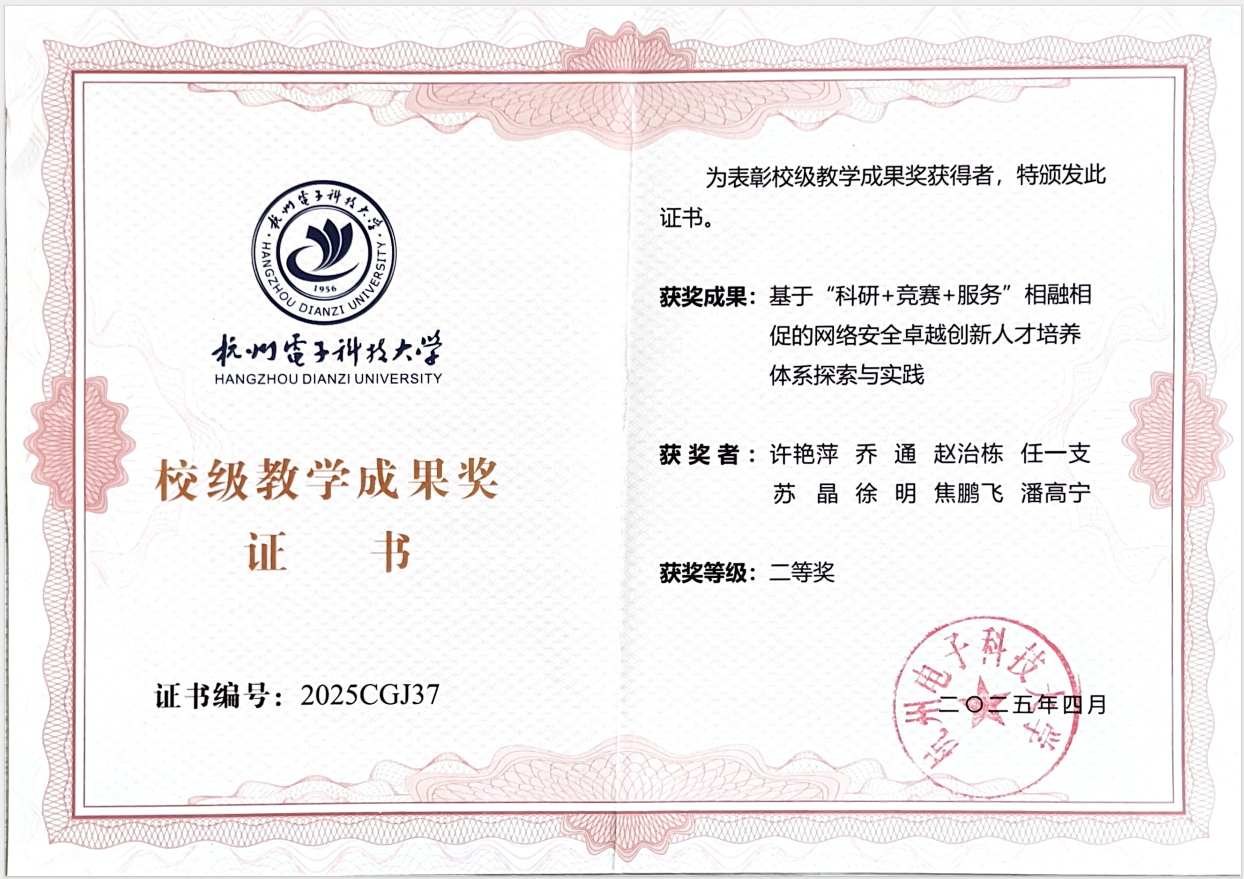 杭州電子科技大学
HANGZHOU DIANZI UNIVERSITY
1956
杭州電子科技大学
HANGZHOU DIANZI UNIVERSITY
校级教学成果奖
证 书
证书编号：2025CGJ37
为表彰校级教学成果奖获得者，特颁发此
证书。
获奖成果：基于“科研+竞赛+服务”相融相
促的网络安全卓越创新人才培养
体系探索与实践
获 奖 者：许艳萍 乔 通 赵治栋 任一支
苏 晶 徐 明 焦鹏飞 潘高宁
获奖等级：二等奖
杭州电子科技大学
二〇二五年四月